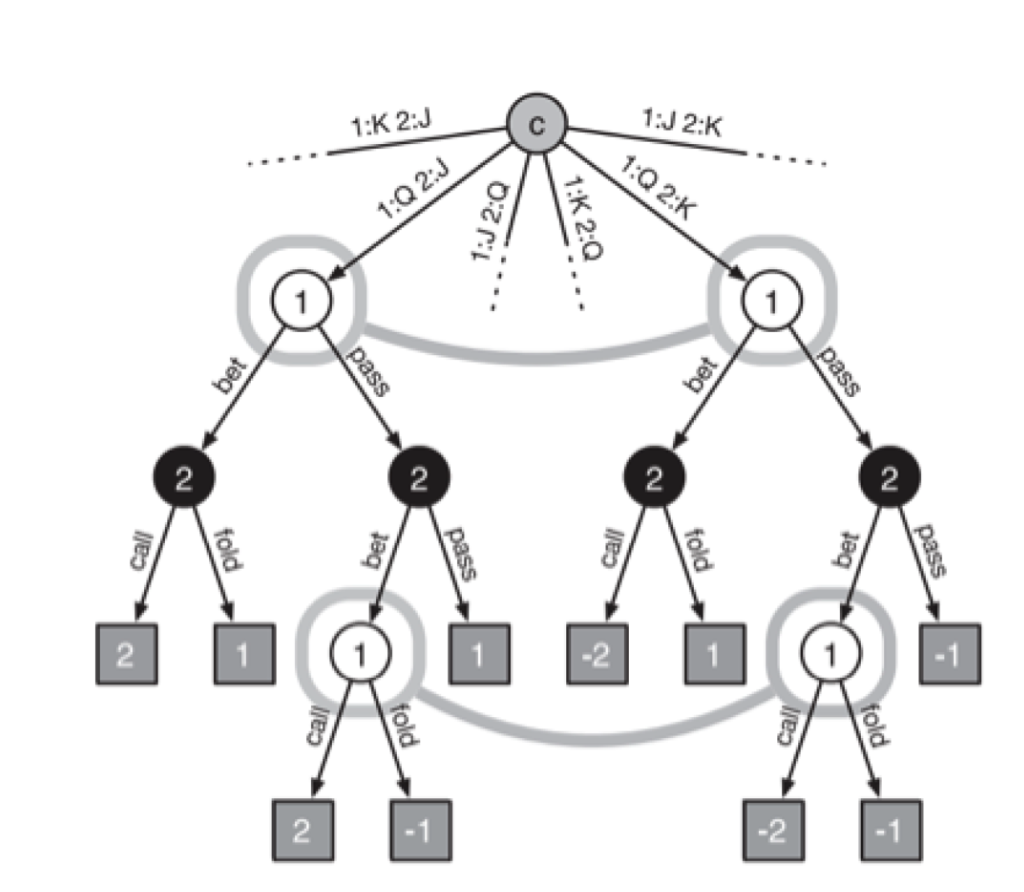 C
1:K 2:J
1:J 2:K
1:Q 2:J
1:J 2:Q
1:K 2:Q
1:Q 2:K
1
1
bet
pass
bet
pass
2
2
2
2
call
fold
bet
pass
call
fold
bet
pass
2
1
1
1
-2
1
1
-1
call
fold
call
fold
2
-1
-2
-1